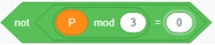 not P mod 3 = 0